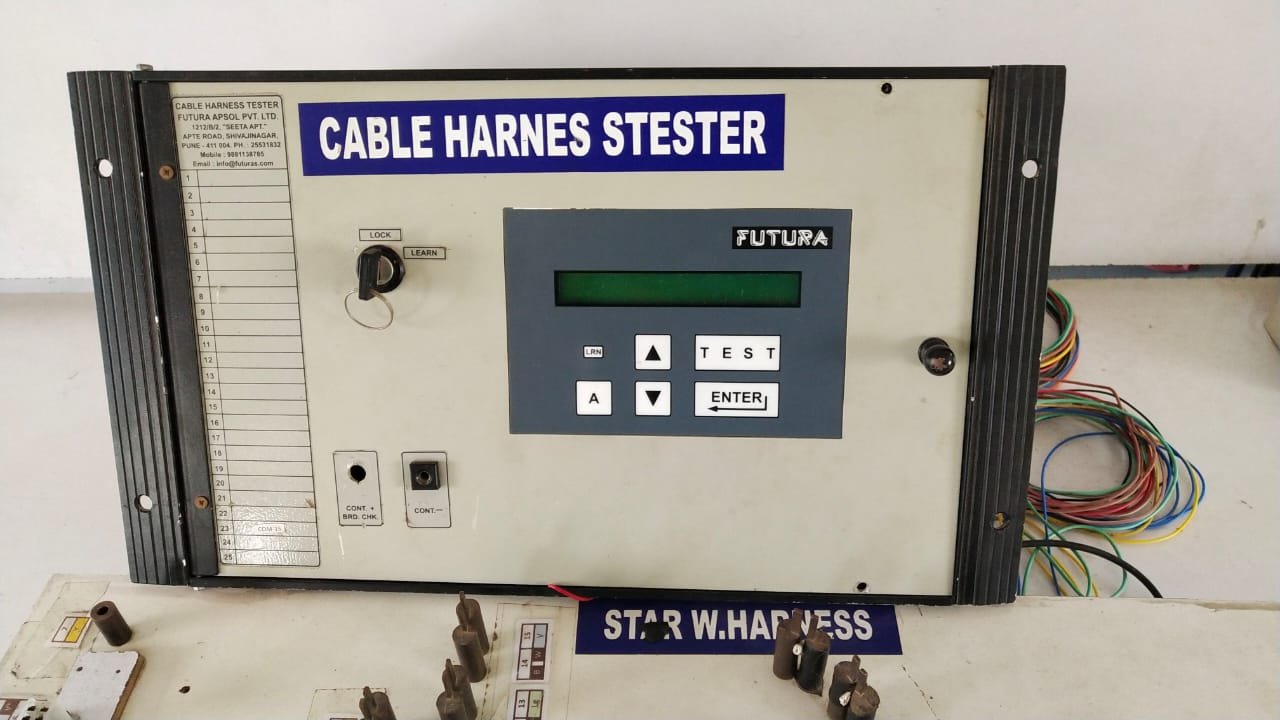 CABLE HARNESS TESTER
FUTURA APSOL PVT. LTD.
1212/B/2, "SEETA APT."
APTE ROAD, SHIVAJINAGAR,
PUNE - 411 004. PH. : 25531832
Mobile : 9881138785
Email : info@futuras.com
1
2
3
4
5
6
7
8
9
10
11
12
13
14
15
16
17
18
19
20
21
22
23
24
25
CABLE HARNES STESTER
LOCK
LEARN
FUTURA
LRN
TEST
A
ENTER
CONT. +
BRD. CHK.
CONT.—
STAR W.HARNESS
15 V
14 B W
13